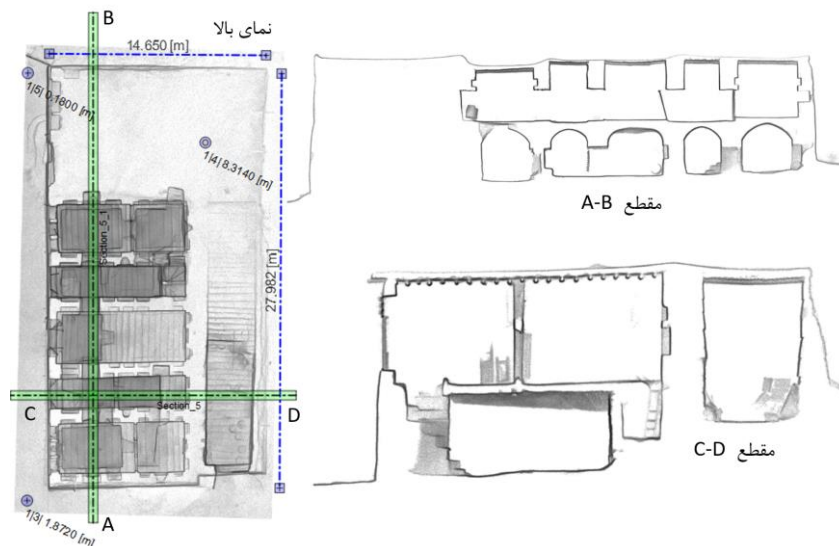 B
نمای بالا
14.650 [m]
1|5| 0.1800 [m]
1|4| 8.3140 [m]
Section_5_1
27.982 [m]
C
Section_5
D
1|3| 1.8720 [m]
A
مقطع A-B
مقطع C-D